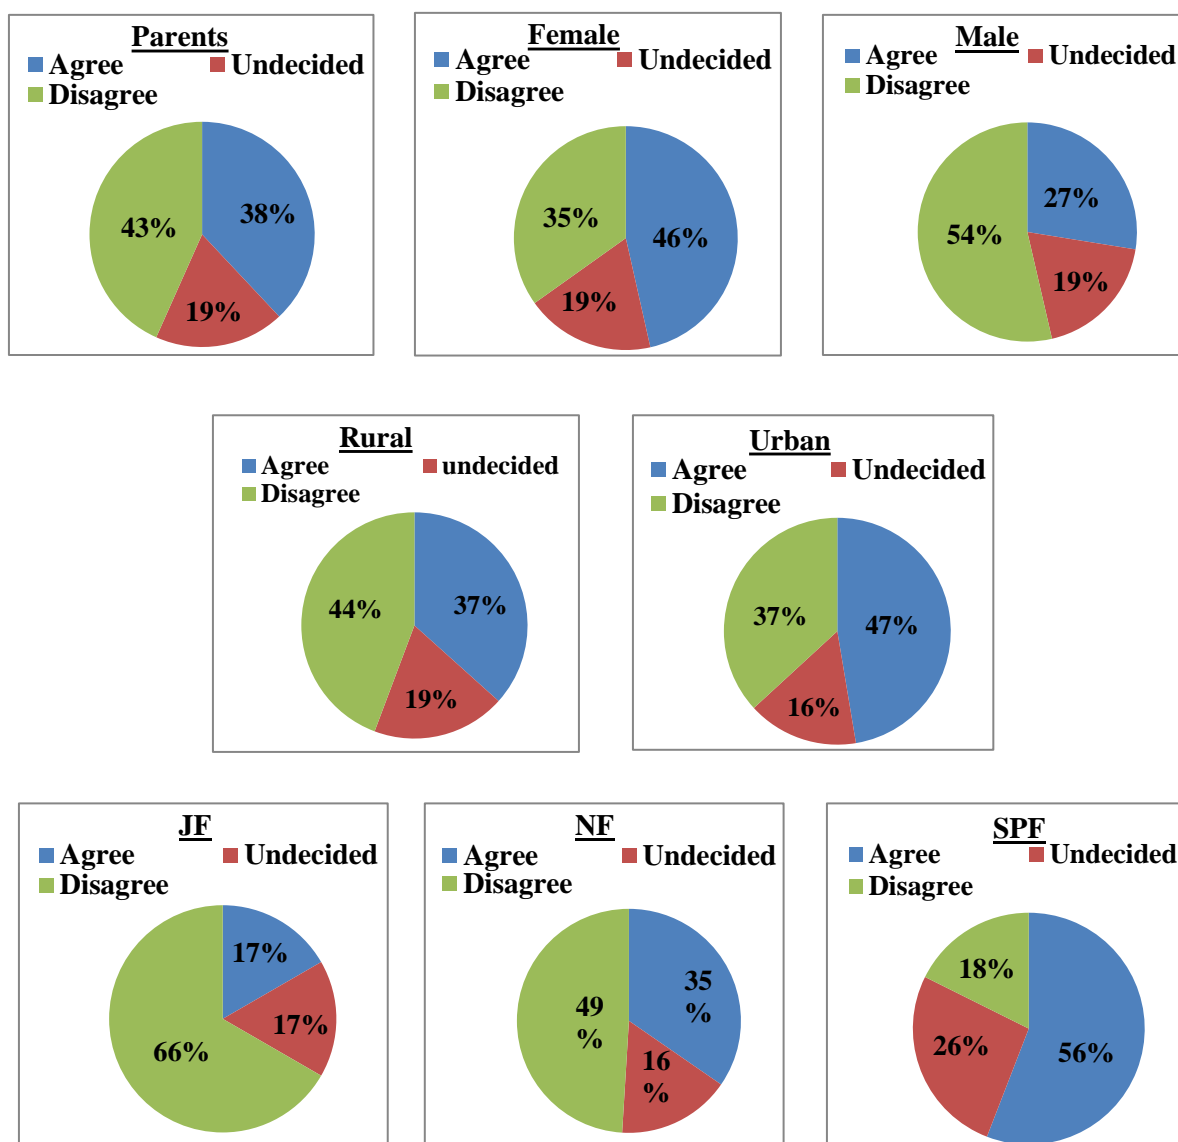 Parents
Agree Undecided
Disagree
43% 38%
19%
Female
Agree Undecided
Disagree
35% 46%
19%
Male
Agree Undecided
Disagree
27%
54%
19%
Rural
Agree undecided
Disagree
44% 37%
19%
Urban
Agree Undecided
Disagree
37% 47%
16%
JF
Agree Undecided
Disagree
17%
17%
66%
NF
Agree Undecided
Disagree
35
%
49
%
16
%
SPF
Agree Undecided
Disagree
18%
26% 56%